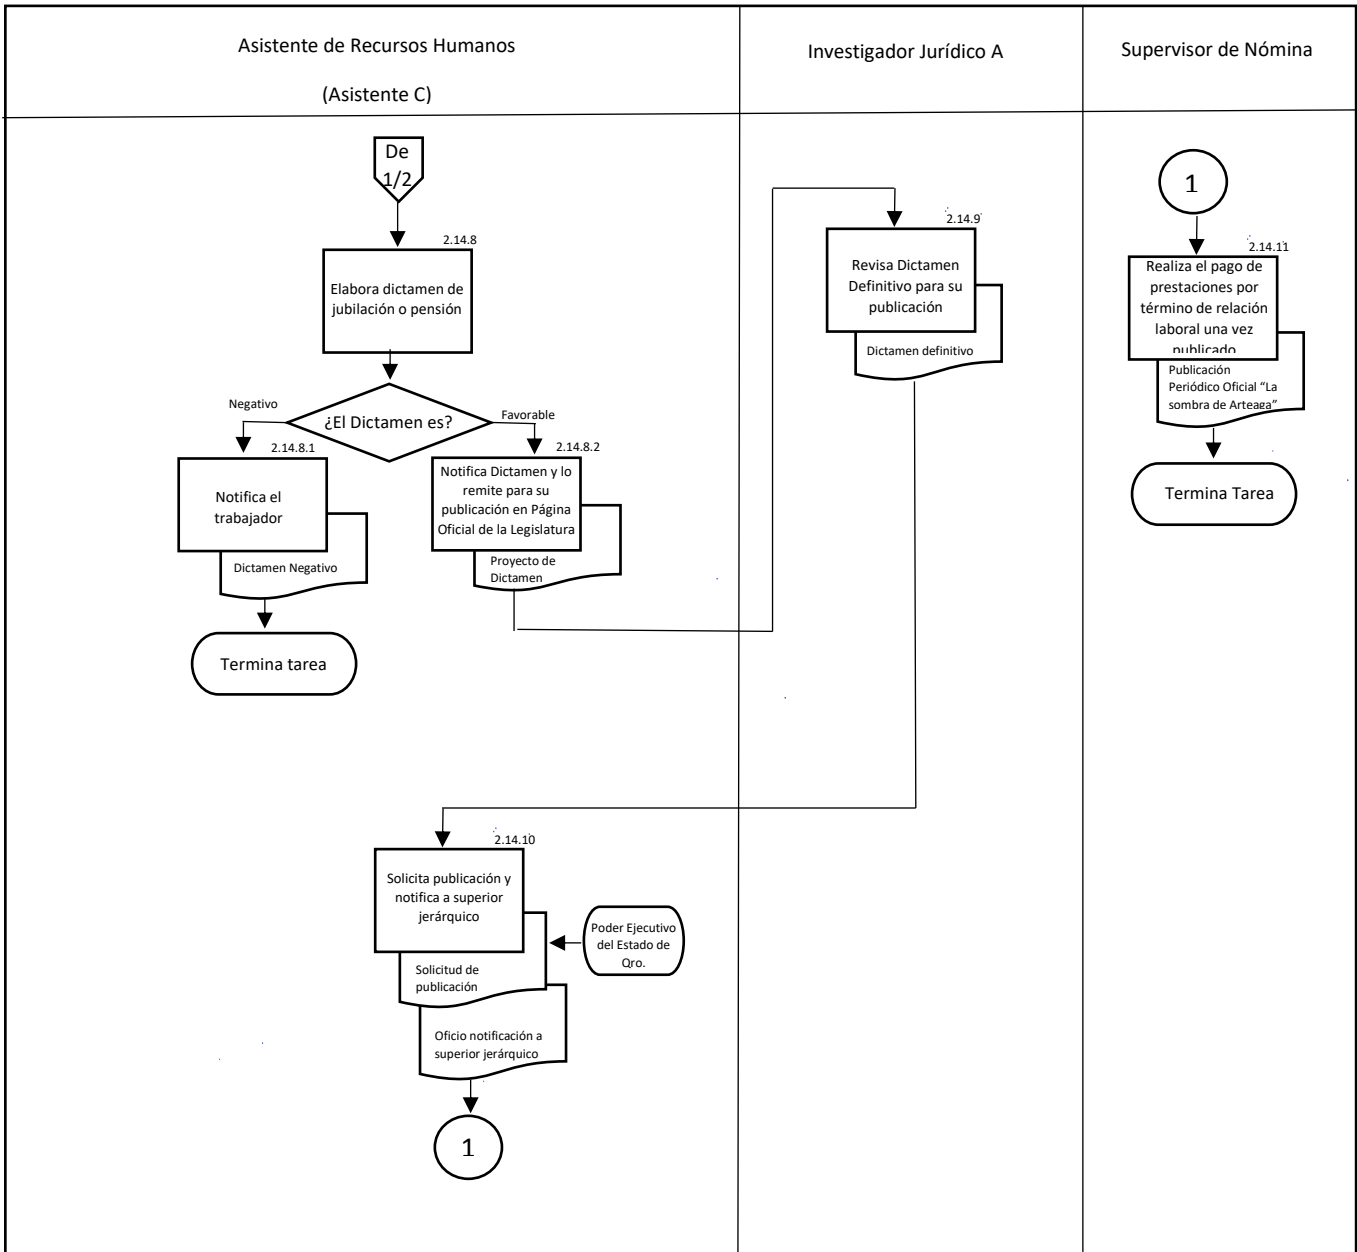 Asistente de Recursos Humanos
(Asistente C)
Investigador Jurídico A
Supervisor de Nómina
De
1/2
2.14.8
Elabora dictamen de
jubilación o pensión
¿El Dictamen es?
Negativo
Favorable
2.14.8.1
Notifica el
trabajador
Dictamen Negativo
Termina tarea
2.14.8.2
Notifica Dictamen y lo
remite para su
publicación en Página
Oficial de la Legislatura
Proyecto de
Dictamen
2.14.9
Revisa Dictamen
Definitivo para su
publicación
Dictamen definitivo
2.14.10
Solicita publicación y
notifica a superior
jerárquico
Solicitud de
publicación
Oficio notificación a
superior jerárquico
Poder Ejecutivo
del Estado de
Qro.
1
1
2.14.11
Realiza el pago de
prestaciones por
término de relación
laboral una vez
publicado
Publicación
Periódico Oficial “La
sombra de Arteaga”
Termina Tarea